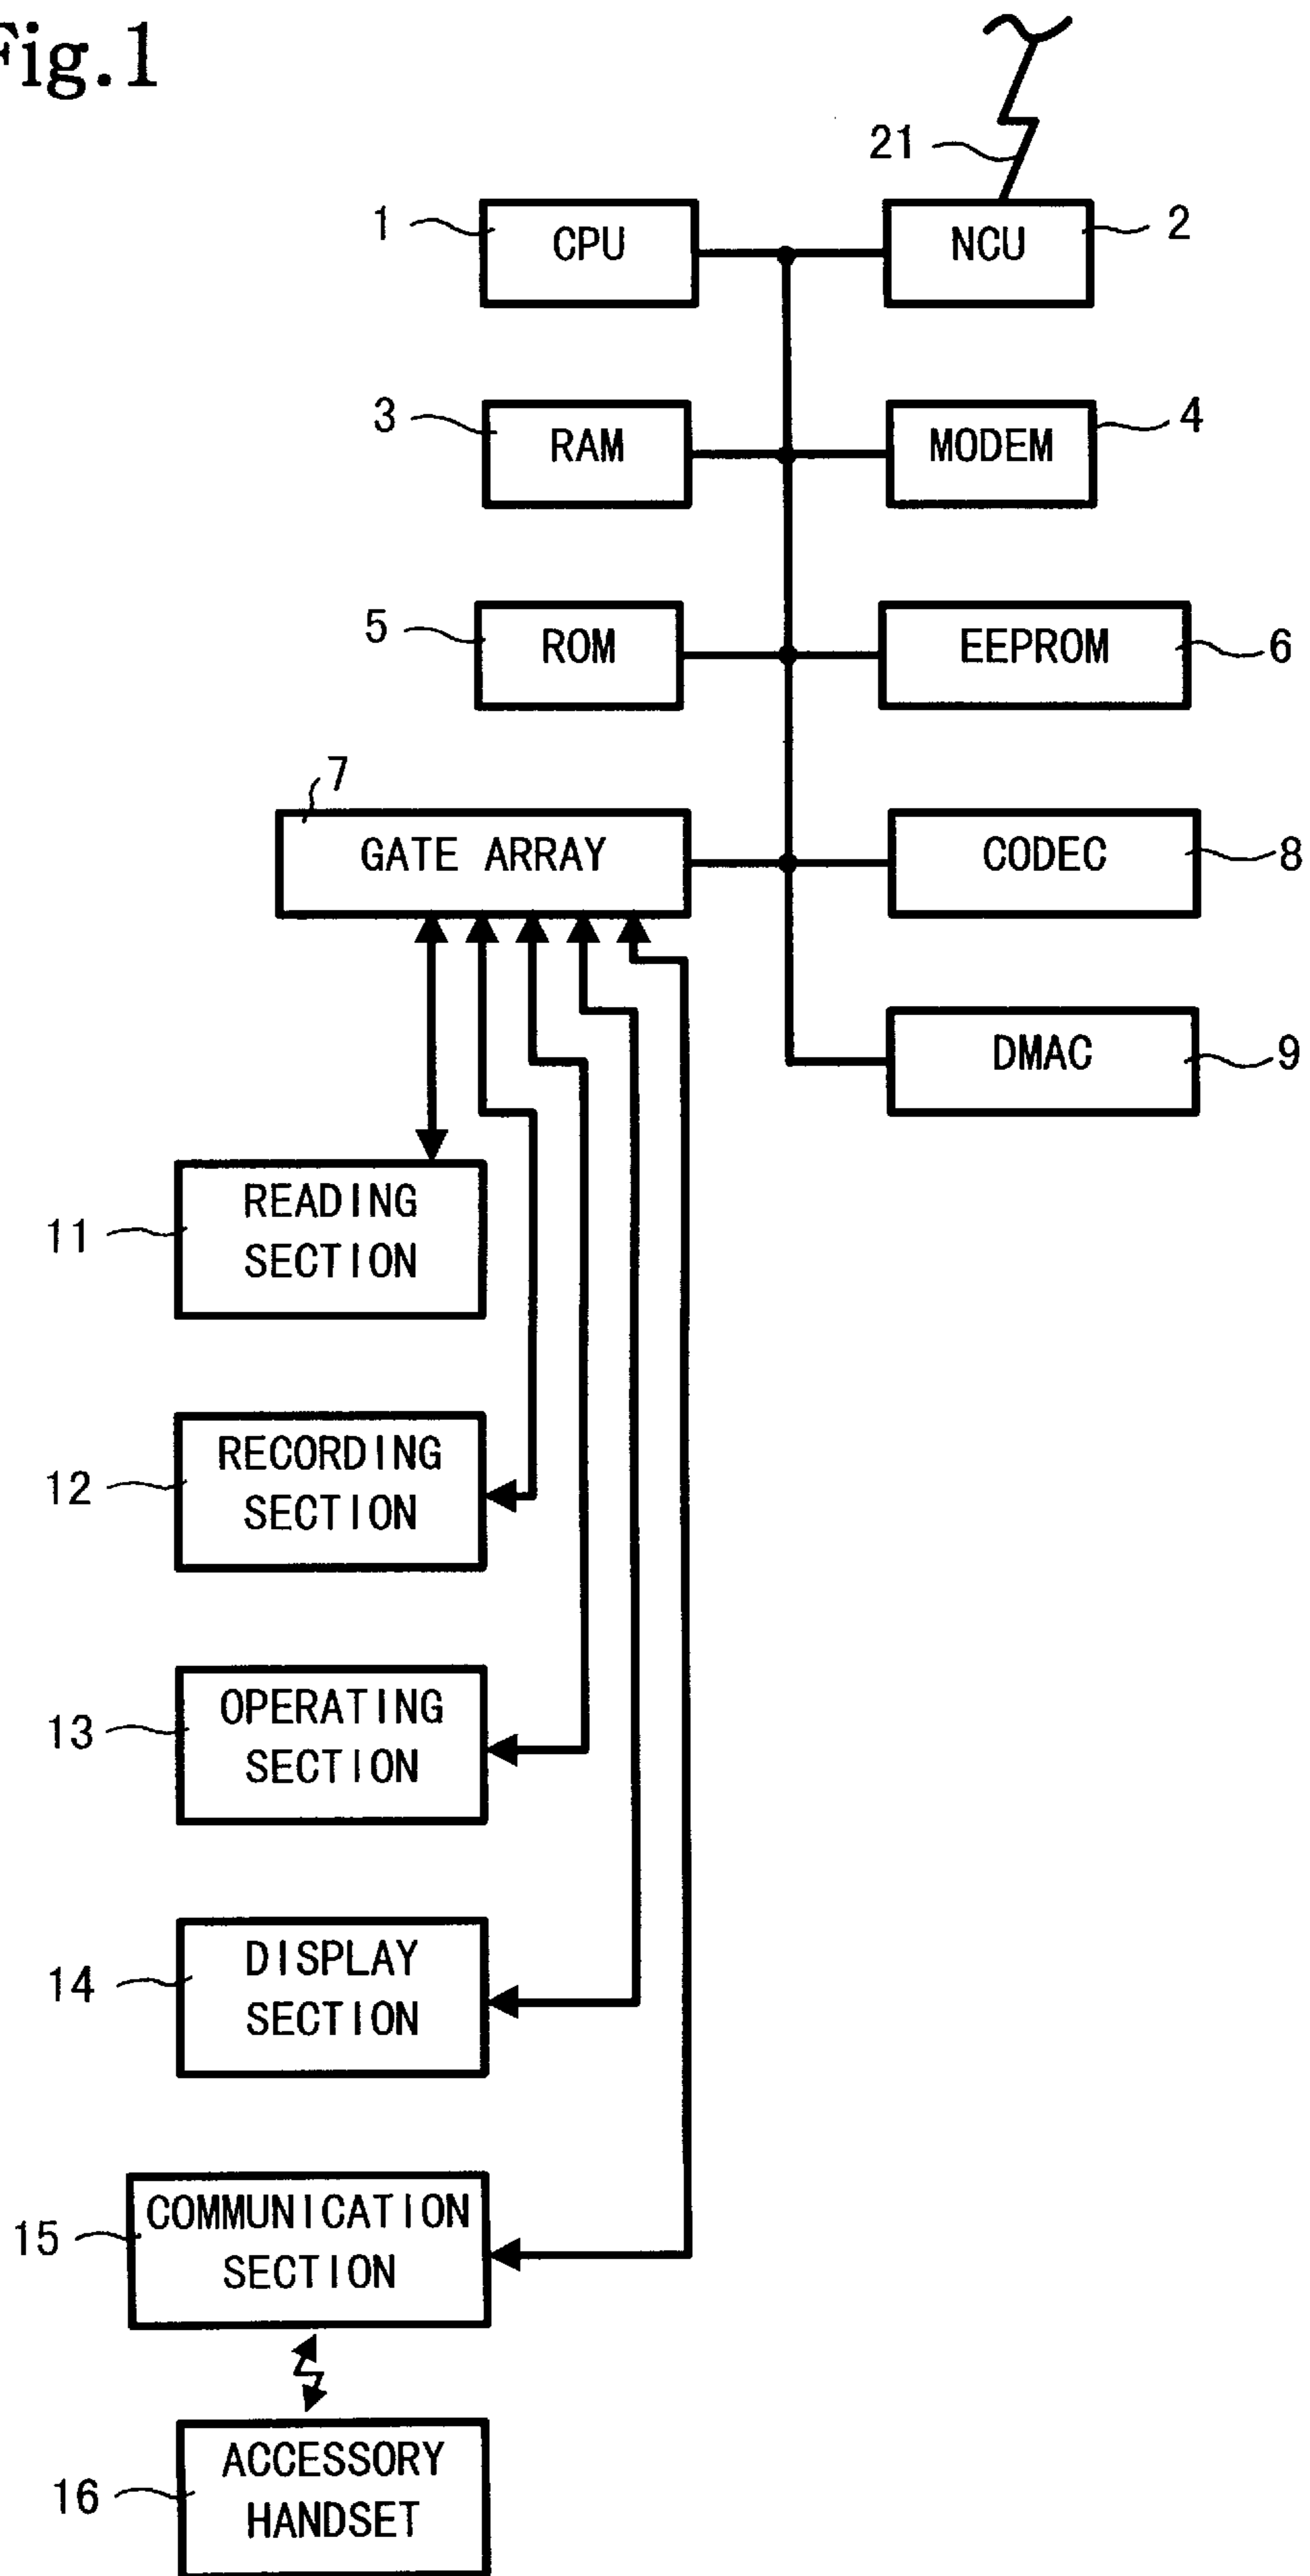 Fig.1
21
1
CPU
NCU
2
3
RAM
MODEM
4
5
ROM
EEPROM
6
7
GATE ARRAY
CODEC
8
DMAC
9
11
READING
SECTION
12
RECORDING
SECTION
13
OPERATING
SECTION
14
DISPLAY
SECTION
15
COMMUNICATION
SECTION
16
ACCESSORY
HANDSET